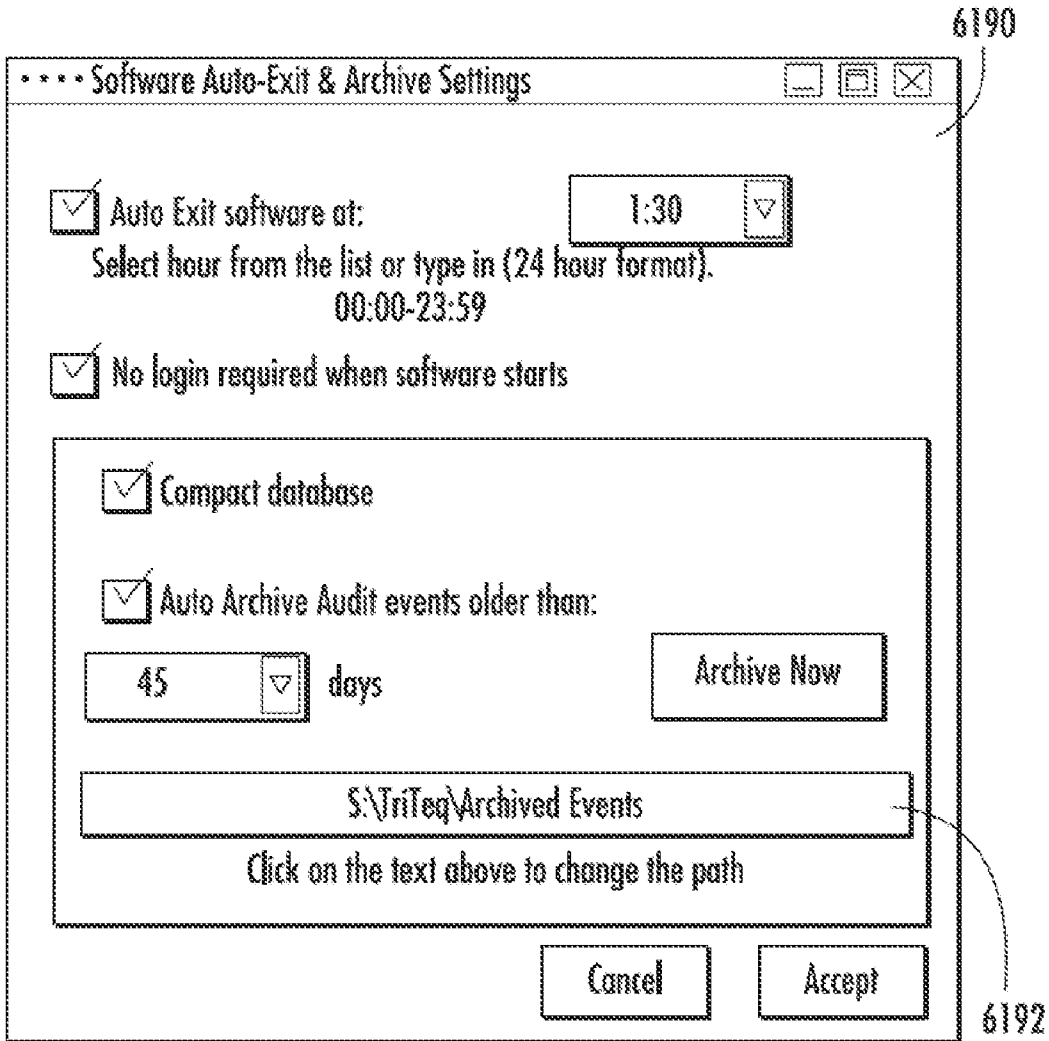 6190
Software Auto-Exit & Archive Settings
Auto Exit software at:
1:30
Select hour from the list or type in (24 hour format).
00:00-23:59
No login required when software starts
Compact database
Auto Archive Audit events older than:
45
days
Archive Now
S:\TriTeq\Archived Events
Click on the text above to change the path
Cancel
Accept
6192